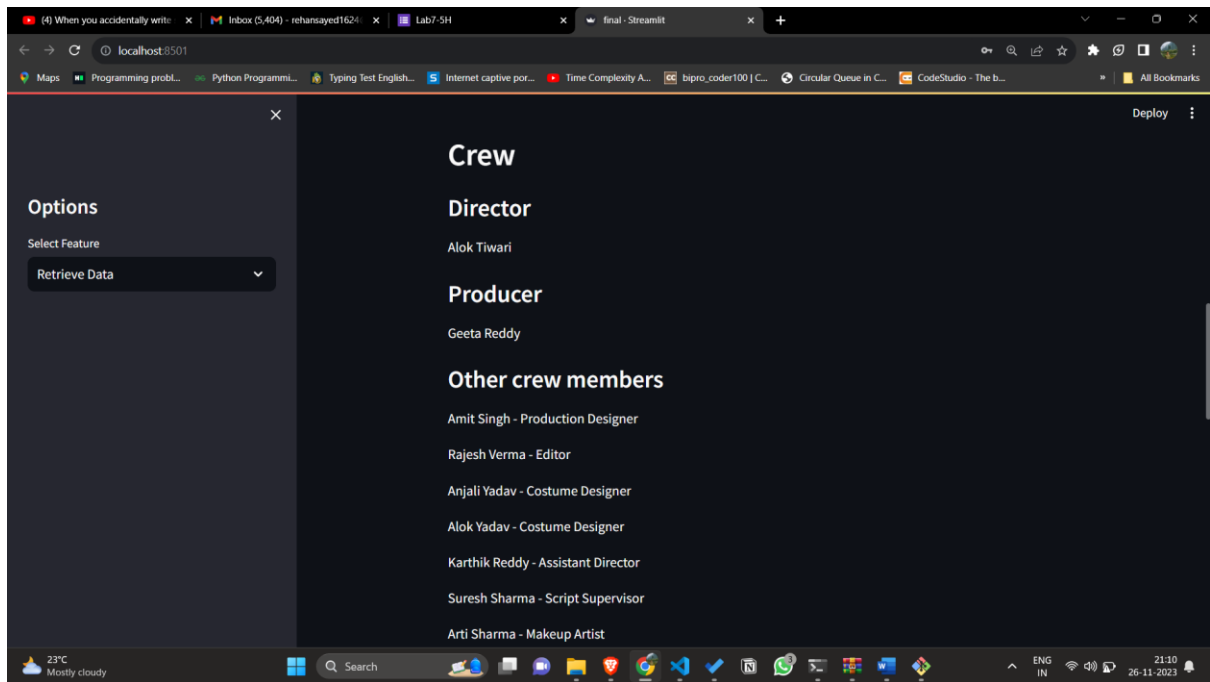 (4) When you accidentally write
Inbox (5,404) - rehansayed1624
Lab7-5H
final · Streamlit
localhost:8501
Maps
Programming probl...
Python Programmi...
Typing Test English...
Internet captive por...
Time Complexity A...
bipro_coder100 | C...
Circular Queue in C...
CodeStudio - The b...
»
All Bookmarks
Deploy
Options
Select Feature
Retrieve Data
Crew
Director
Alok Tiwari
Producer
Geeta Reddy
Other crew members
Amit Singh - Production Designer
Rajesh Verma - Editor
Anjali Yadav - Costume Designer
Alok Yadav - Costume Designer
Karthik Reddy - Assistant Director
Suresh Sharma - Script Supervisor
Arti Sharma - Makeup Artist
23°C
Mostly cloudy
Search
ENG
IN
21:10
26-11-2023